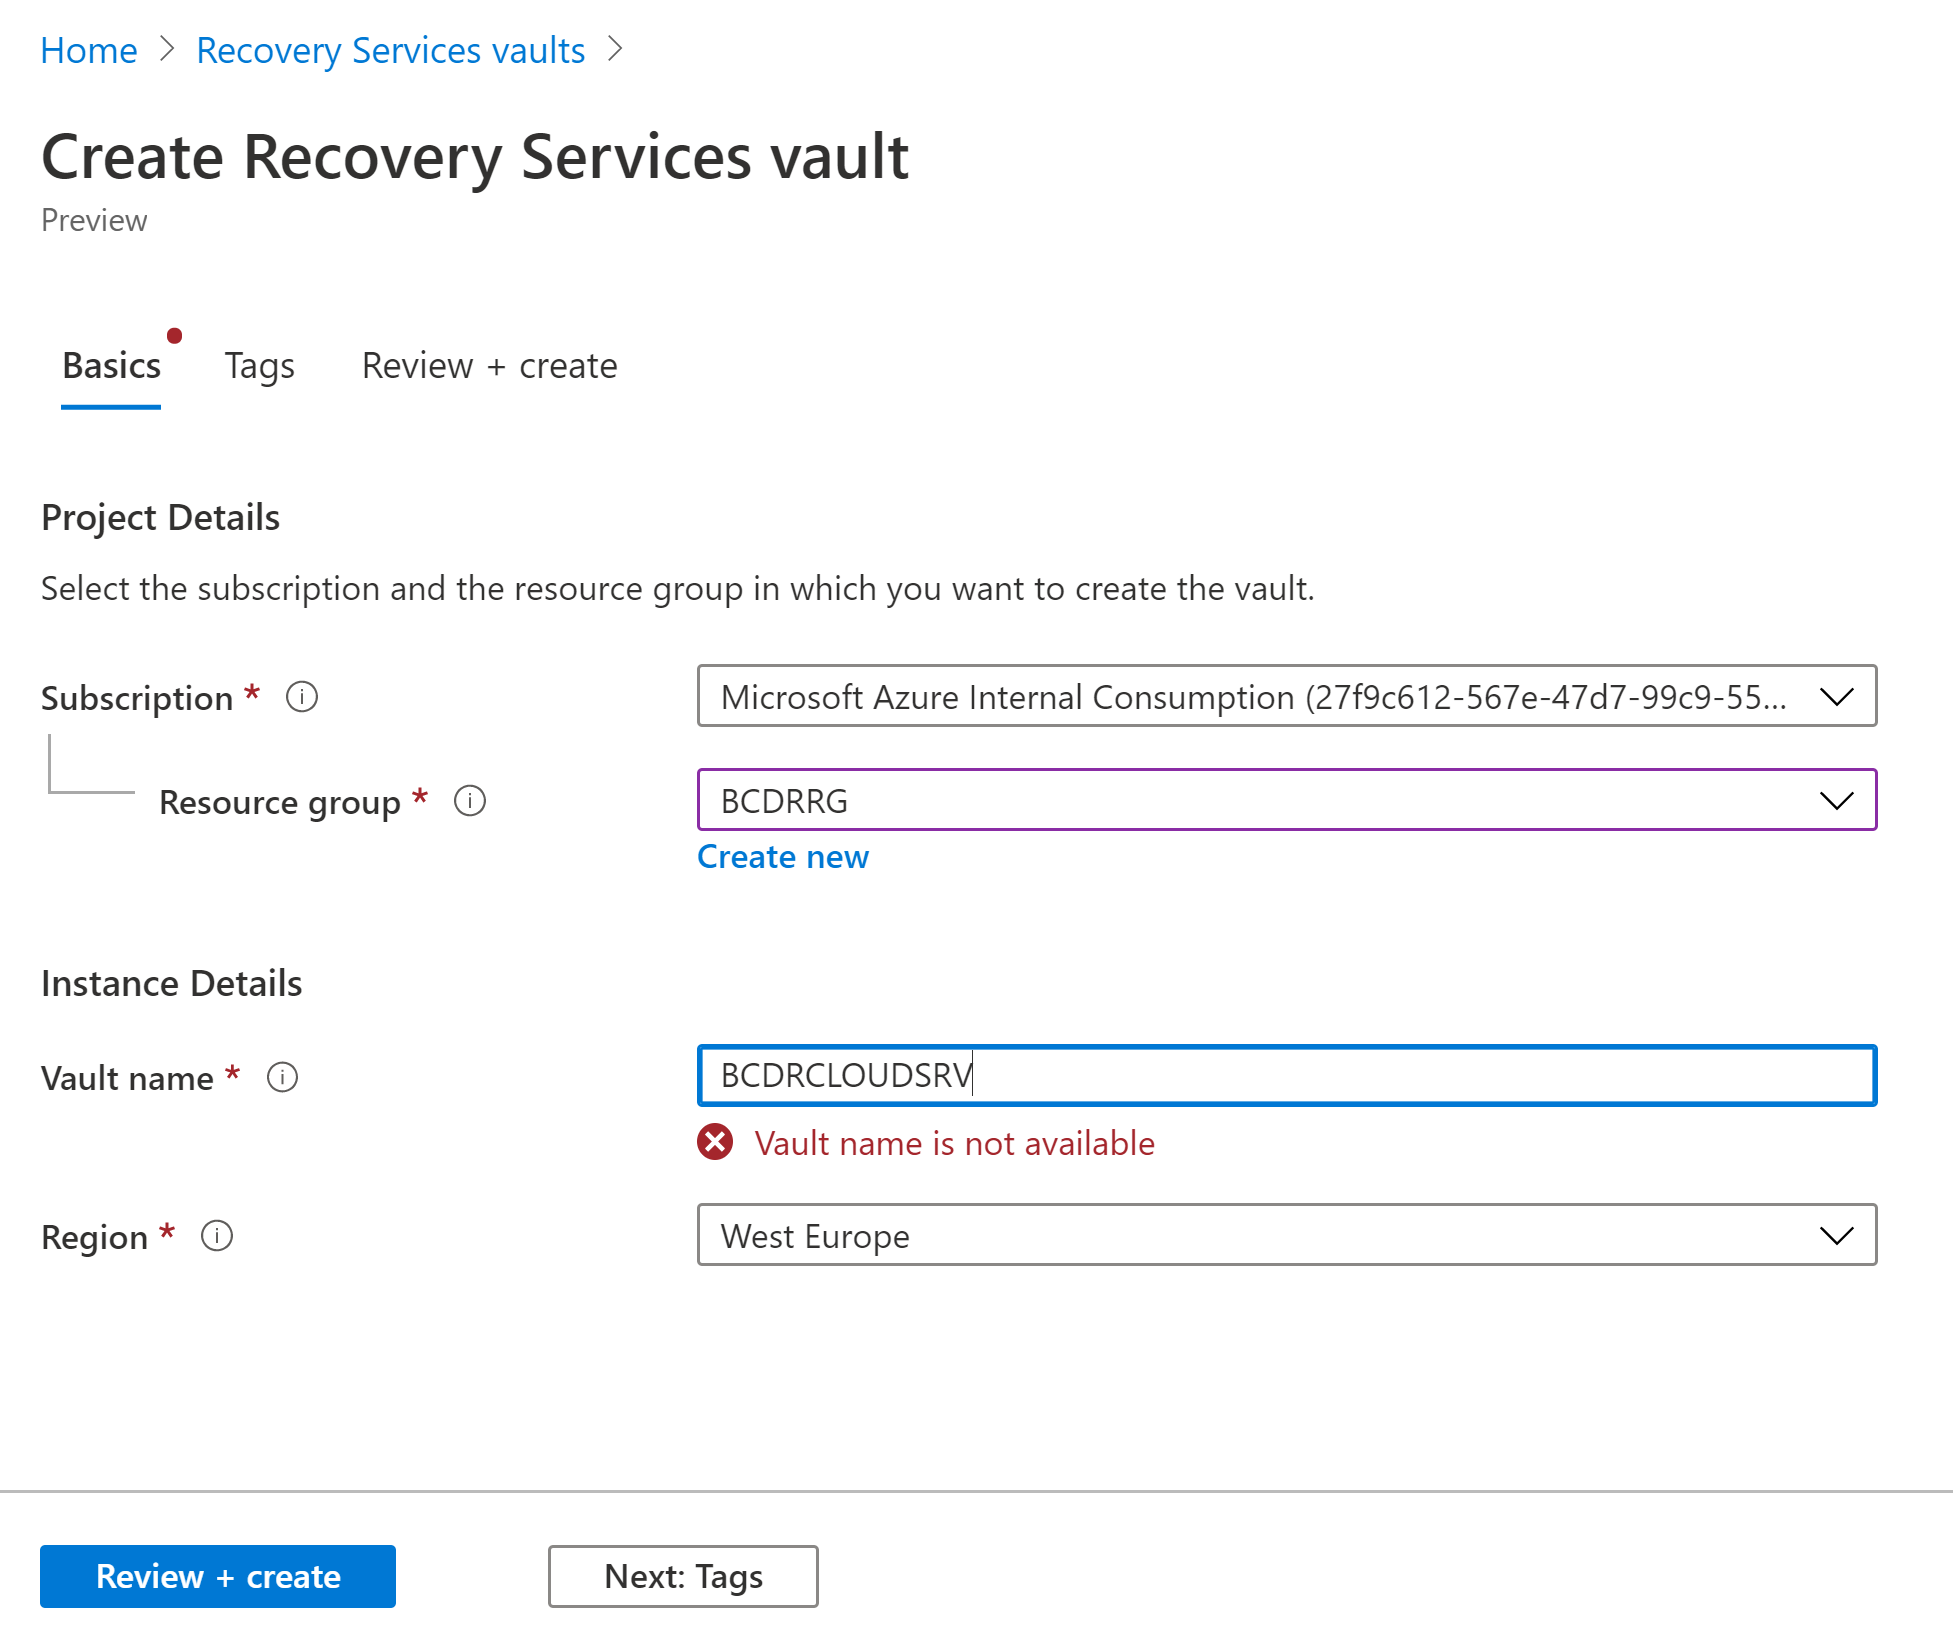 Home > Recovery Services vaults >
Create Recovery Services vault
Preview
Basics Tags Review + create
Project Details
Select the subscription and the resource group in which you want to create the vault.
Subscription * Microsoft Azure Internal Consumption (27f9c612-567e-47d7-99c9-55...
Resource group * BCDRRG
Create new
Instance Details
Vault name * BCDRCLOUDSRV
Vault name is not available
Region * West Europe
Review + create Next: Tags